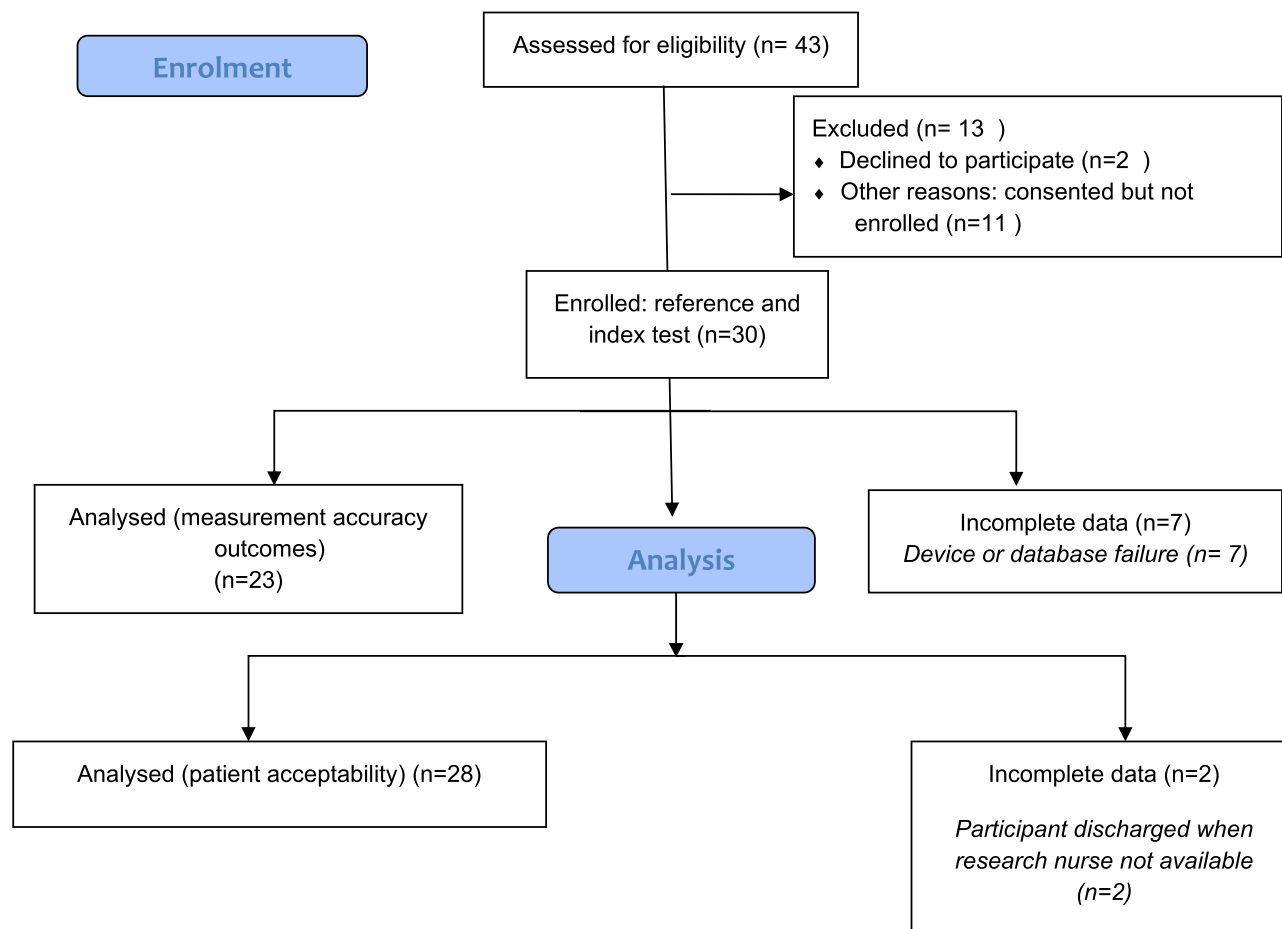 Enrolment
Assessed for eligibility (n= 43)
Excluded (n= 13  )
♦ Declined to participate (n=2  )
♦ Other reasons: consented but not
enrolled (n=11 )
Enrolled: reference and
index test (n=30)
Analysed (measurement accuracy
outcomes)
(n=23)
Analysis
Incomplete data (n=7)
Device or database failure (n= 7)
Analysed (patient acceptability) (n=28)
Incomplete data (n=2)
Participant discharged when
research nurse not available
(n=2)